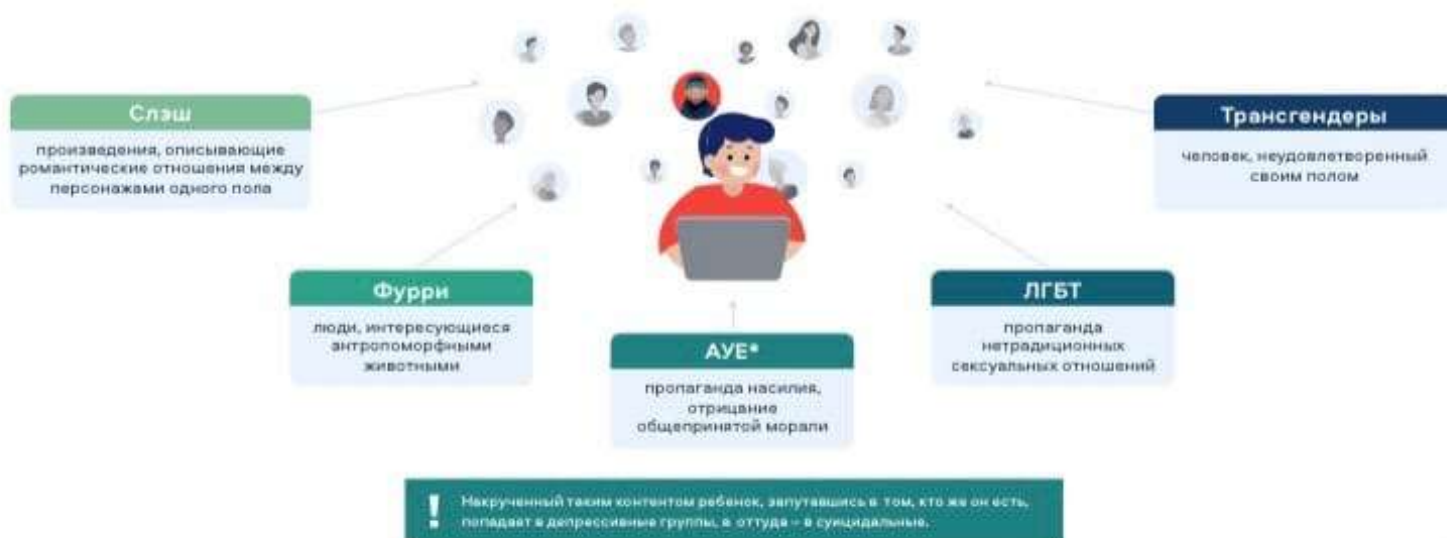 Слэш
произведения, описывающие
романтические отношения между
персонажами одного пола
Трансгендеры
человек, неудовлетворенный
своим полом
Фурри
люди, интересующиеся
антропоморфными
животными
АУЕ*
пропаганда насилия,
отрицание
общепринятой морали
ЛГБТ
пропаганда
нетрадиционных
сексуальных отношений
! Накрученный таким контентом ребенок, запутавшись в том, кто же он есть,
попадает в депрессивные группы, а оттуда – в суицидальные.